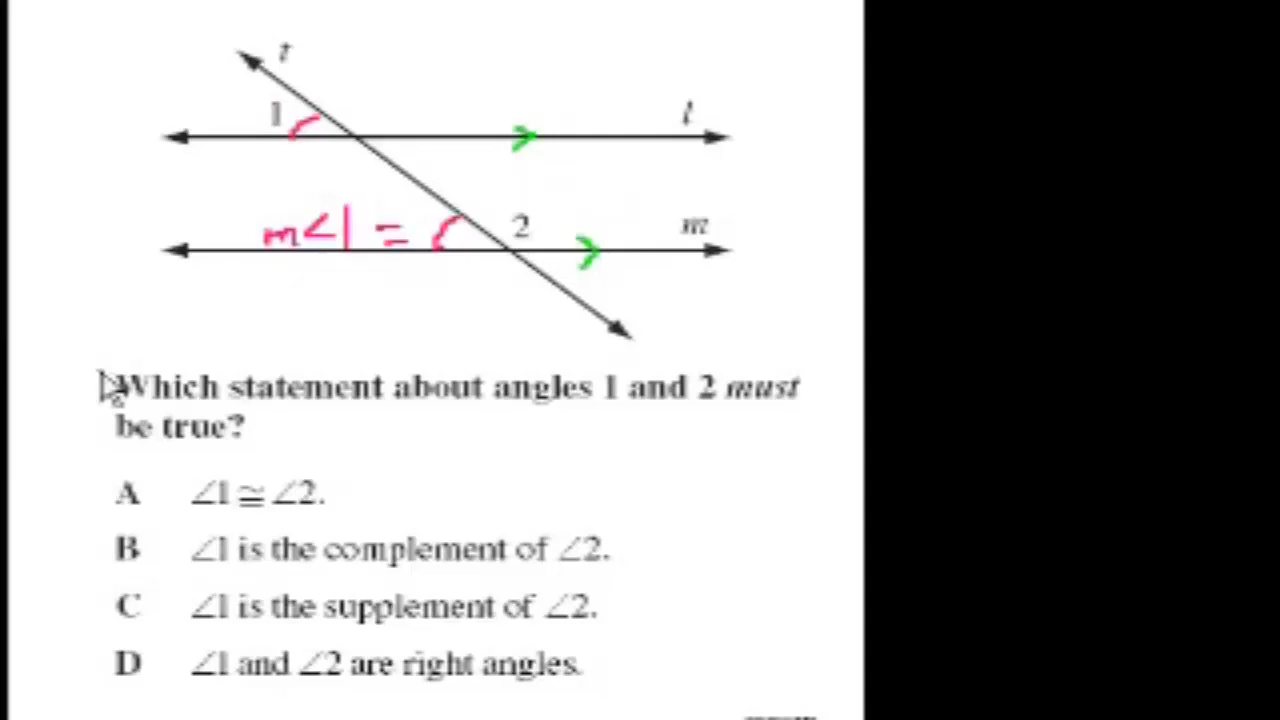 t
1
l
m∠1 =
2
m
Which statement about angles 1 and 2 must
be true?
A ∠1 ≅ ∠2.
B ∠1 is the complement of ∠2.
C ∠1 is the supplement of ∠2.
D ∠1 and ∠2 are right angles.